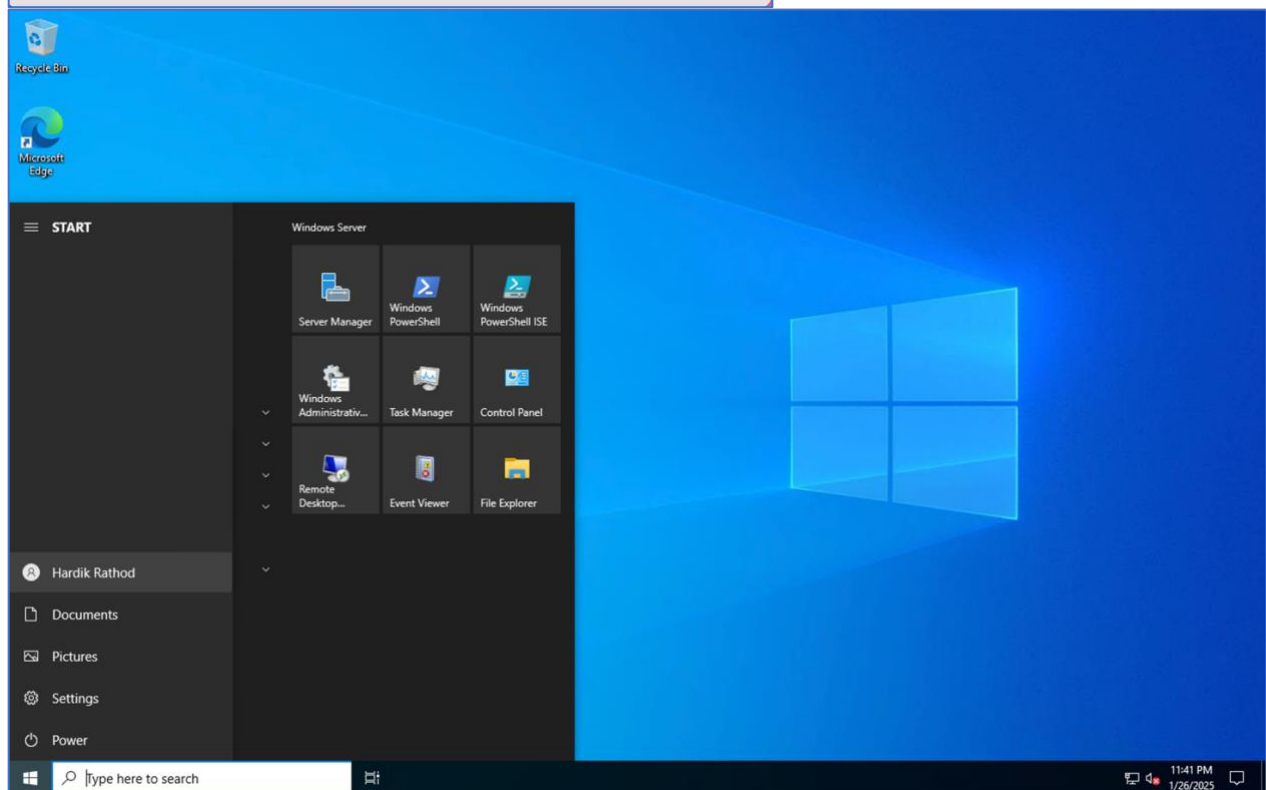 Recycle Bin
Microsoft
Edge
START
Windows Server
Server Manager
Windows
PowerShell
Windows
PowerShell ISE
Windows
Administrativ...
Task Manager
Control Panel
Remote
Desktop...
Event Viewer
File Explorer
Hardik Rathod
Documents
Pictures
Settings
Power
Type here to search
11:41 PM
1/26/2025